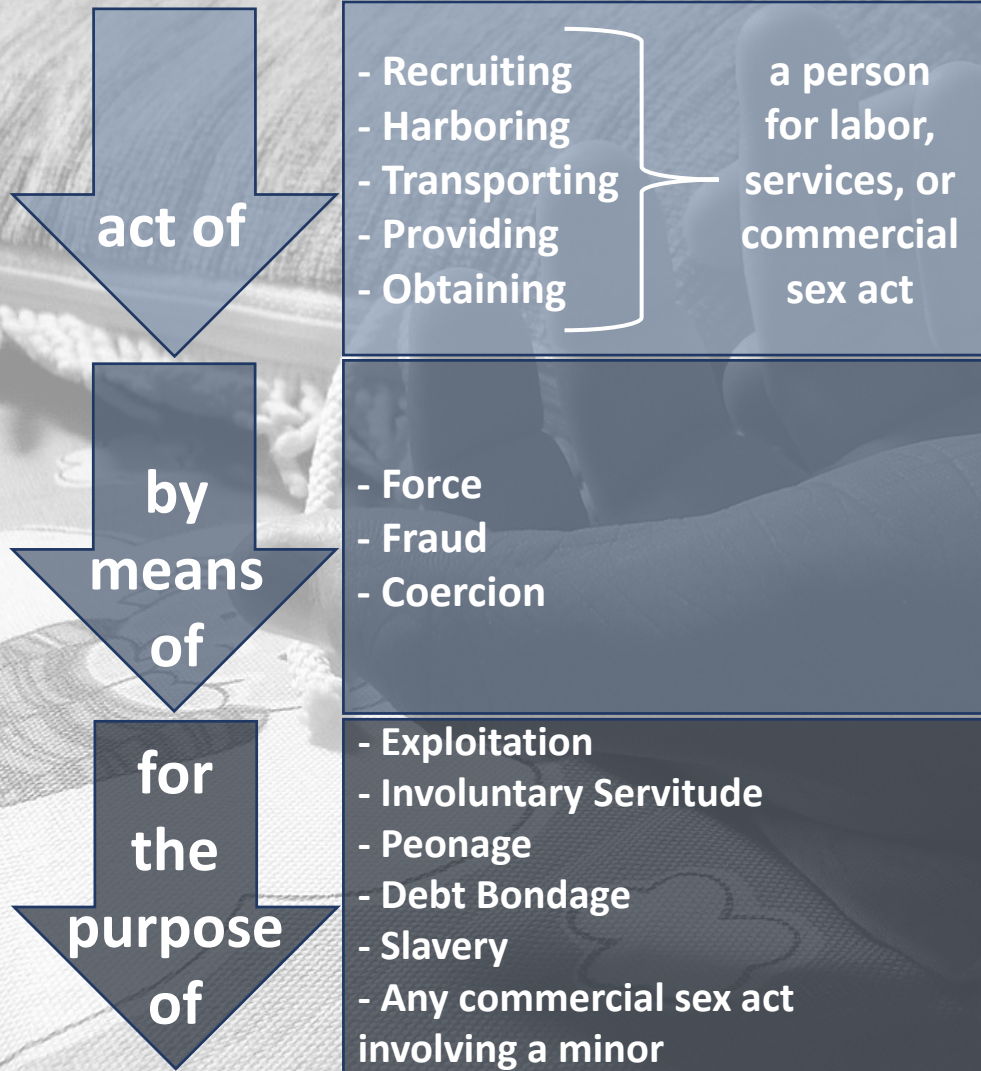 act of
- Recruiting
- Harboring
- Transporting
- Providing
- Obtaining
a person
for labor,
services, or
commercial
sex act
by
means
of
- Force
- Fraud
- Coercion
for
the
purpose
of
- Exploitation
- Involuntary Servitude
- Peonage
- Debt Bondage
- Slavery
- Any commercial sex act
involving a minor